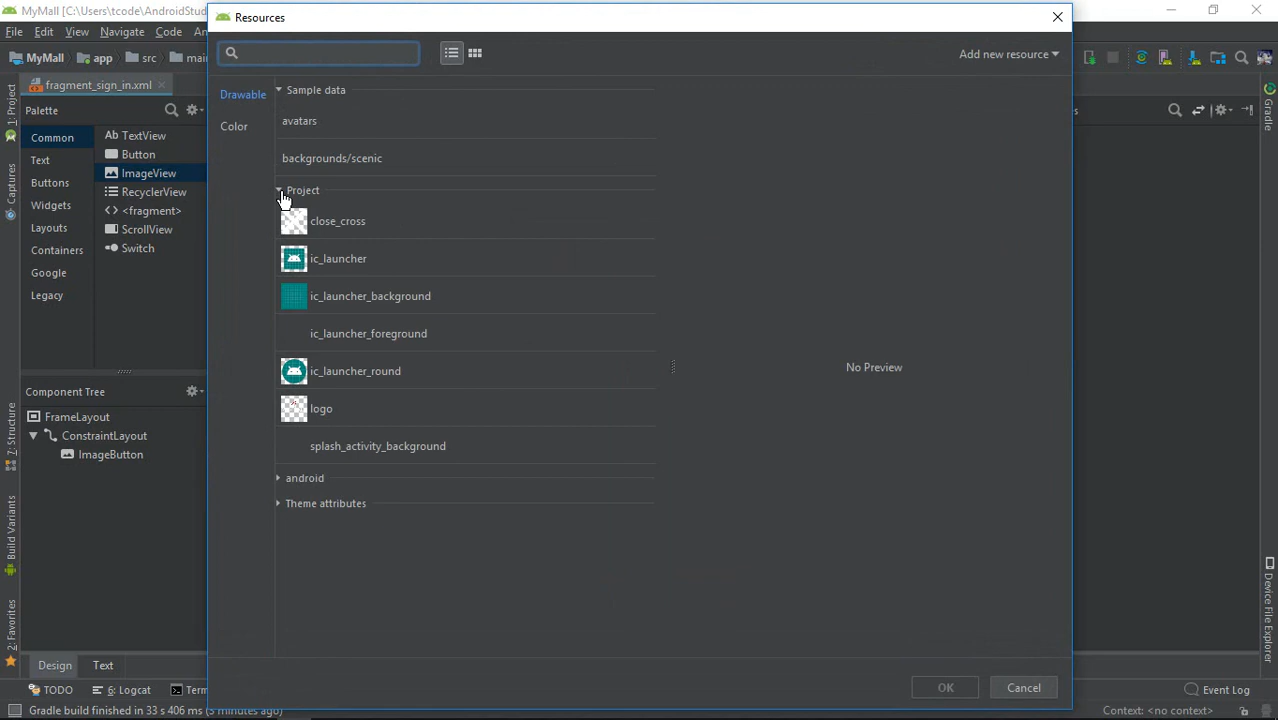 MyMall [C:\Users\tcode\AndroidStud
Resources
File Edit View Navigate Code An
MyMall app src mai
Add new resource
fragment_sign_in.xml
Drawable
Sample data
Palette
Color
avatars
Common
Ab TextView
Text
Button
backgrounds/scenic
ImageView
Buttons
RecyclerView
Project
Widgets
<fragment>
close_cross
Layouts
ScrollView
Containers
Switch
ic_launcher
Google
Legacy
ic_launcher_background
ic_launcher_foreground
No Preview
ic_launcher_round
Component Tree
logo
FrameLayout
ConstraintLayout
splash_activity_background
ImageButton
android
Theme attributes
1: Project
Captures
7: Structure
Build Variants
2: Favorites
Gradle
Device File Explorer
Design Text
OK Cancel
TODO 6: Logcat Term
Event Log
Gradle build finished in 33 s 406 ms (5 minutes ago)
Context: <no context>